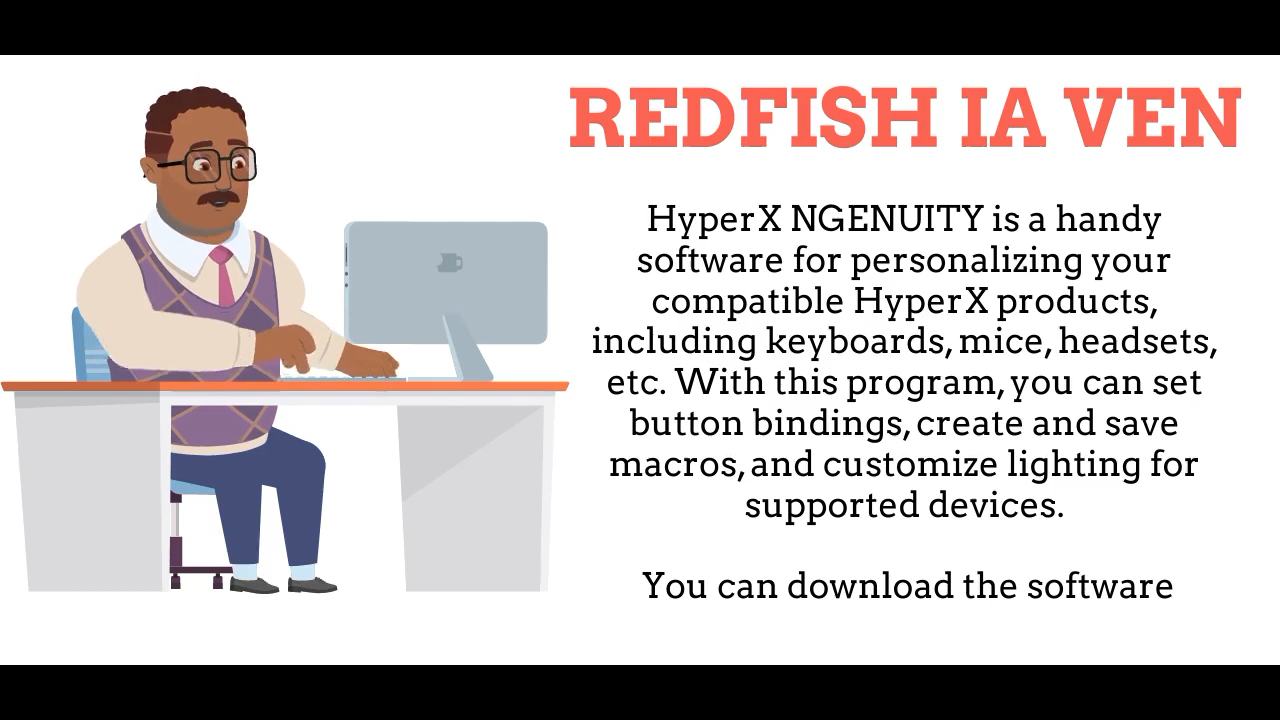 REDFISH IA VEN
HyperX NGENUITY is a handy
software for personalizing your
compatible HyperX products,
including keyboards, mice, headsets,
etc. With this program, you can set
button bindings, create and save
macros, and customize lighting for
supported devices.
You can download the software